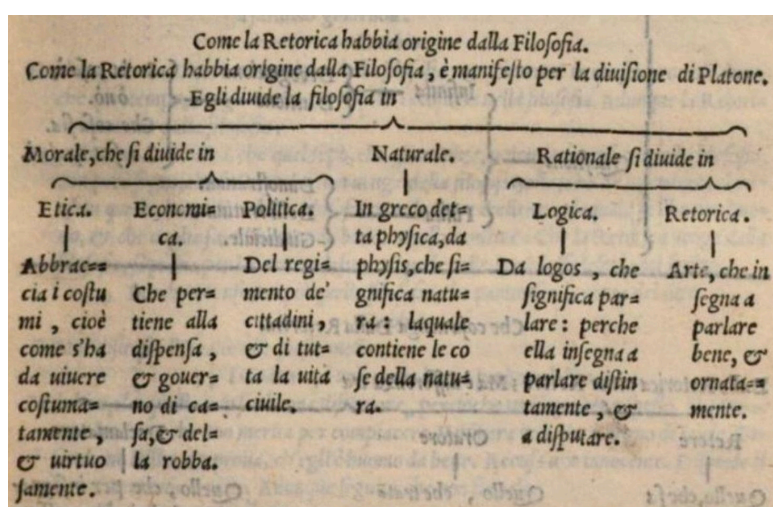 Come la Retorica habbia origine dalla Filoſofia.
Come la Retorica habbia origine dalla Filoſofia, è manifeſto per la diuiſione di Platone.
Egli diuide la filoſofia in
Morale, che ſi diuide in
Naturale.
Rationale ſi diuide in
Etica.
Abbrac=
cia i coſtu
mi, cioè
come s'ha
da uiuere
coſtuma=
tamente,
& uirtuo
ſamente.
Economi=
ca.
Che per=
tiene alla
diſpenſa,
& gouer=
no di ca=
ſa, & del=
la robba.
Politica.
Del regi=
mento de'
cittadini,
& di tut=
ta la uita
ciuile.
In greco det=
ta phyſica, da
phyſis, che ſi=
gnifica natu=
ra: laquale
contiene le co
ſe della natu=
ra.
Logica.
Da logos, che
ſignifica par=
lare: perche
ella inſegna a
parlare diſtin
tamente, &
a diſputare.
Retorica.
Arte, che in
ſegna a
parlare
bene, &
ornata=
mente.